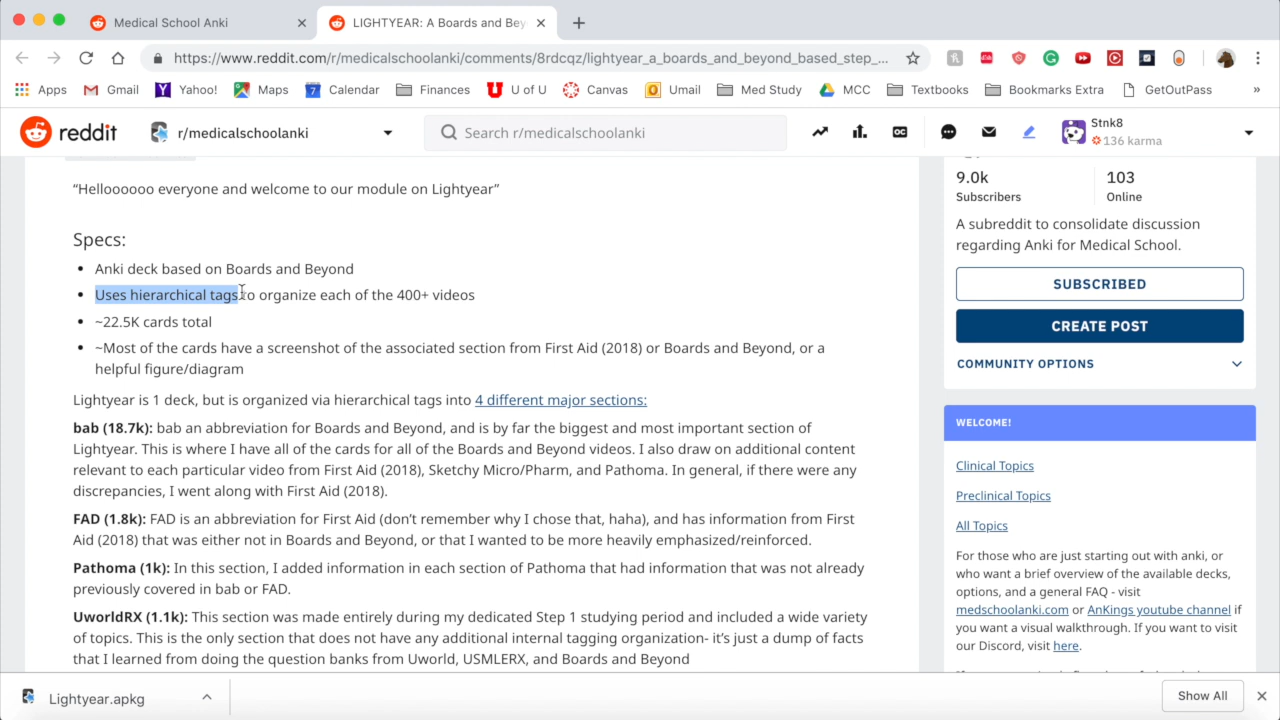 Medical School Anki
LIGHTYEAR: A Boards and Bey
https://www.reddit.com/r/medicalschoolanki/comments/8rdcqz/lightyear_a_boards_and_beyond_based_step_...
Apps
Gmail
Yahoo!
Maps
Calendar
Finances
U of U
Canvas
Umail
Med Study
MCC
Textbooks
Bookmarks Extra
GetOutPass
»
reddit
r/medicalschoolanki
Search r/medicalschoolanki
Stnk8
136 karma
“Helloooooo everyone and welcome to our module on Lightyear”
Specs:
• Anki deck based on Boards and Beyond
• Uses hierarchical tags to organize each of the 400+ videos
• ~22.5K cards total
• ~Most of the cards have a screenshot of the associated section from First Aid (2018) or Boards and Beyond, or a
helpful figure/diagram
Lightyear is 1 deck, but is organized via hierarchical tags into 4 different major sections:
bab (18.7k): bab an abbreviation for Boards and Beyond, and is by far the biggest and most important section of
Lightyear. This is where I have all of the cards for all of the Boards and Beyond videos. I also draw on additional content
relevant to each particular video from First Aid (2018), Sketchy Micro/Pharm, and Pathoma. In general, if there were any
discrepancies, I went along with First Aid (2018).
FAD (1.8k): FAD is an abbreviation for First Aid (don’t remember why I chose that, haha), and has information from First
Aid (2018) that was either not in Boards and Beyond, or that I wanted to be more heavily emphasized/reinforced.
Pathoma (1k): In this section, I added information in each section of Pathoma that had information that was not already
previously covered in bab or FAD.
UworldRX (1.1k): This section was made entirely during my dedicated Step 1 studying period and included a wide variety
of topics. This is the only section that does not have any additional internal tagging organization- it’s just a dump of facts
that I learned from doing the question banks from Uworld, USMLERX, and Boards and Beyond
9.0k
Subscribers
103
Online
A subreddit to consolidate discussion
regarding Anki for Medical School.
SUBSCRIBED
CREATE POST
COMMUNITY OPTIONS
WELCOME!
Clinical Topics
Preclinical Topics
All Topics
For those who are just starting out with anki, or
who want a brief overview of the available decks,
options, and a general FAQ - visit
medschoolanki.com or AnKings youtube channel if
you want a visual walkthrough. If you want to visit
our Discord, visit here.
Lightyear.apkg
Show All